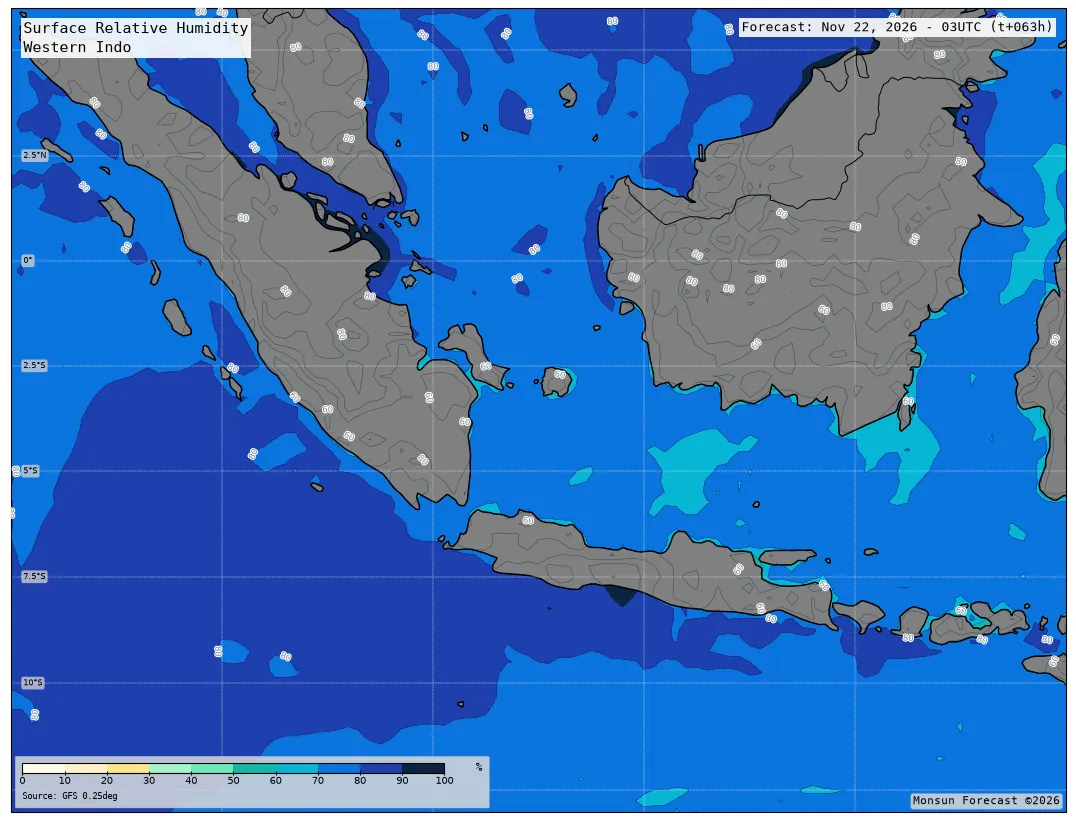 Surface Relative Humidity
Western Indo
Forecast: Nov 22, 2026 - 03UTC (t+063h)
2.5°N
0°
2.5°S
5°S
7.5°S
10°S
%
0 10 20 30 40 50 60 70 80 90 100
Source: GFS 0.25deg
Monsun Forecast ©2026